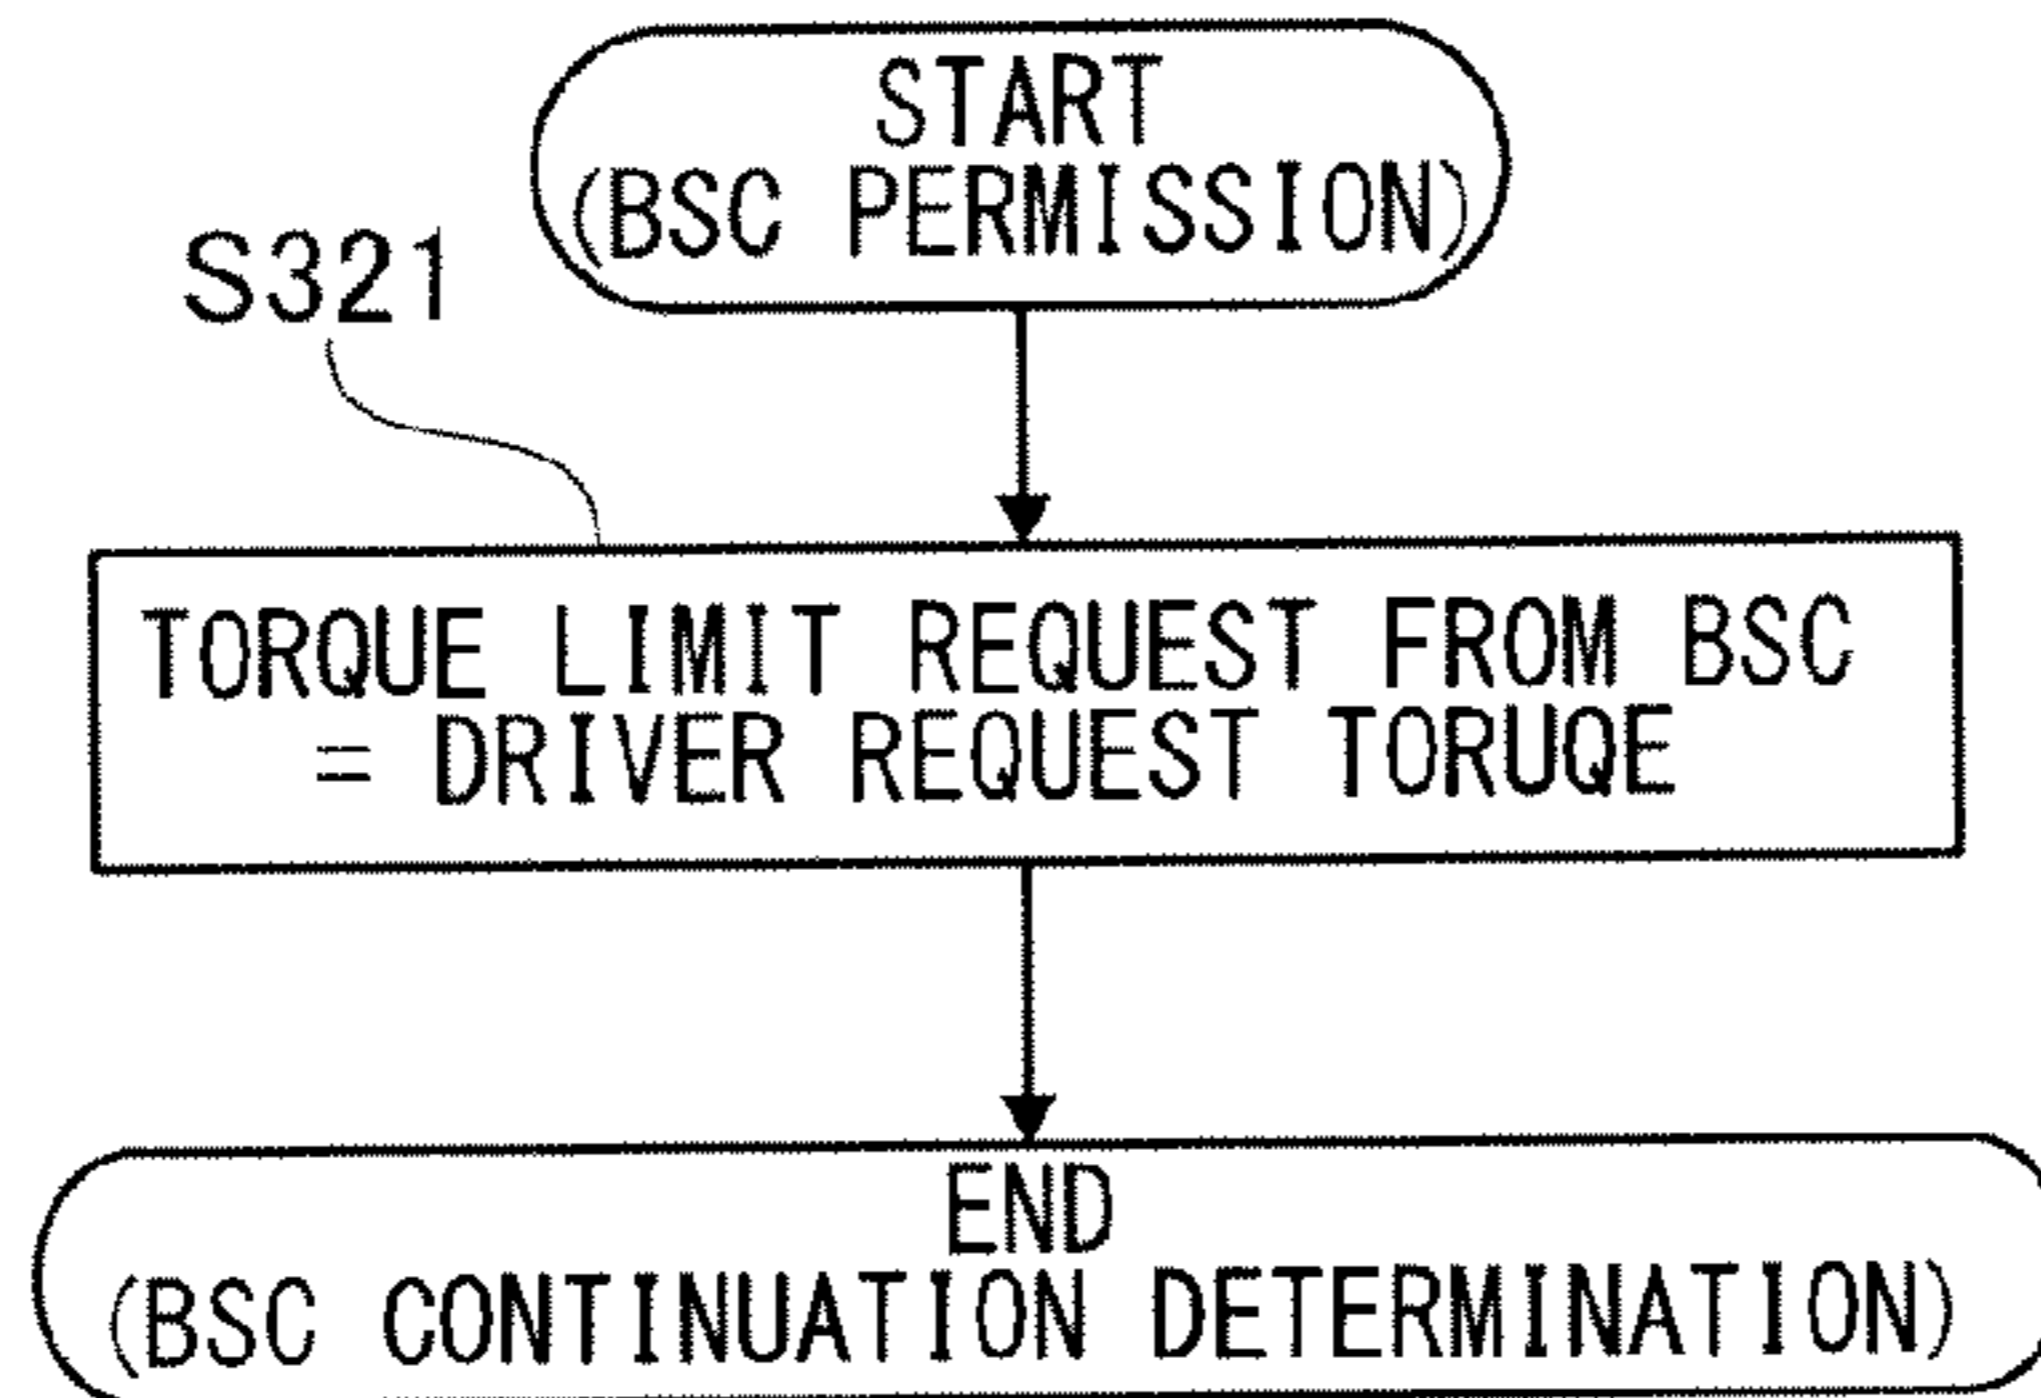 START
(BSC PERMISSION)
S321
TORQUE LIMIT REQUEST FROM BSC
= DRIVER REQUEST TORUQE
END
(BSC CONTINUATION DETERMINATION)